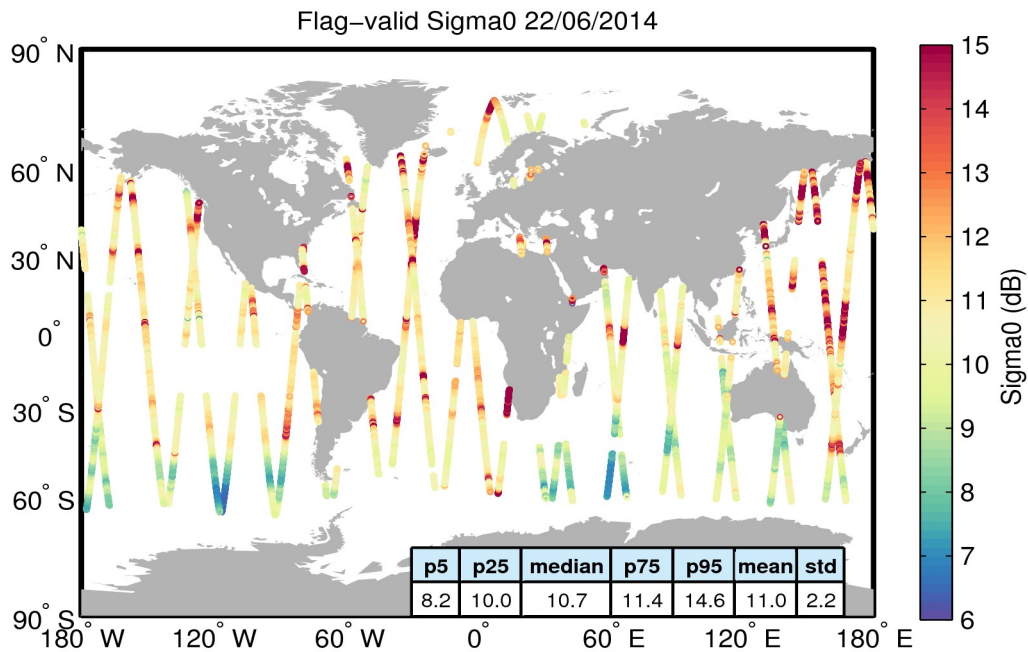 Flag−valid Sigma0 22/06/2014
90° N
60° N
30° N
0°
30° S
60° S
90° S
180° W
120° W
60° W
0°
60° E
120° E
180° E
15
14
13
12
11
10
9
8
7
6
Sigma0 (dB)
p5 p25 median p75 p95 mean std
8.2 10.0 10.7 11.4 14.6 11.0 2.2